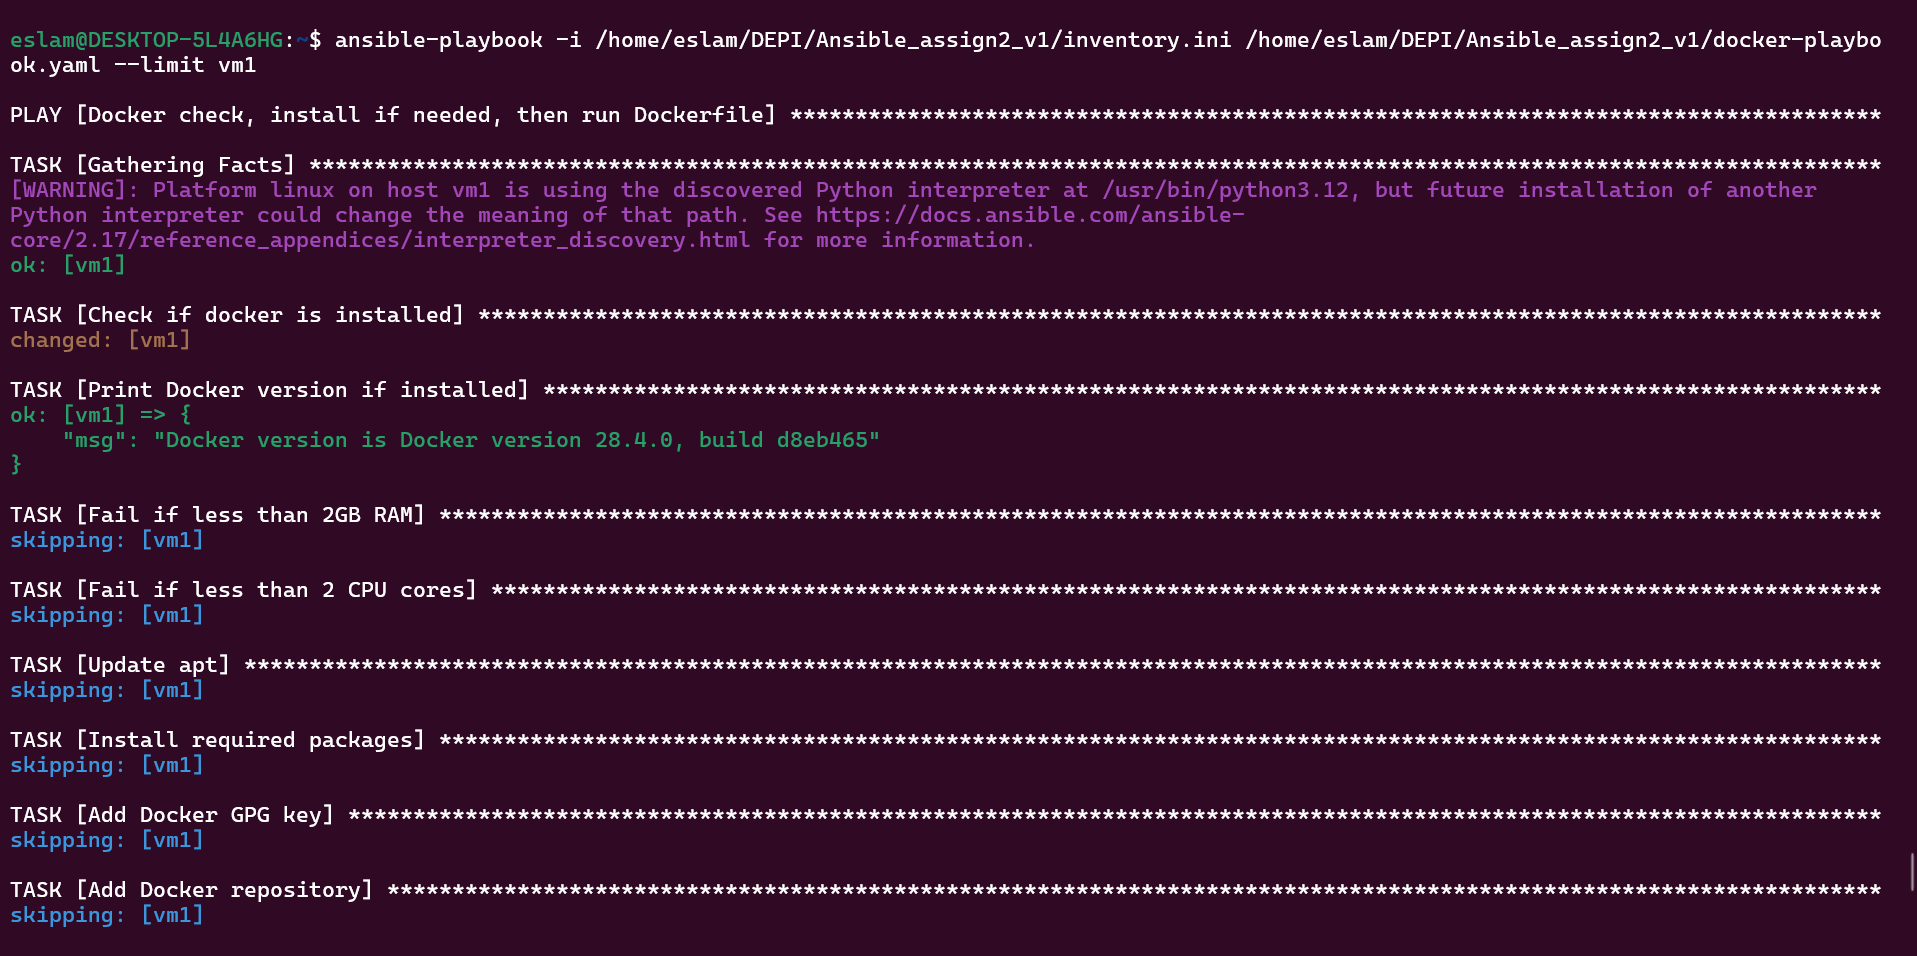 eslam@DESKTOP-5L4A6HG:~$ ansible-playbook -i /home/eslam/DEPI/Ansible_assign2_v1/inventory.ini /home/eslam/DEPI/Ansible_assign2_v1/docker-playbo
ok.yaml --limit vm1
PLAY [Docker check, install if needed, then run Dockerfile] ************************************************************************************
TASK [Gathering Facts] *************************************************************************************************************************
[WARNING]: Platform linux on host vm1 is using the discovered Python interpreter at /usr/bin/python3.12, but future installation of another
Python interpreter could change the meaning of that path. See https://docs.ansible.com/ansible-
core/2.17/reference_appendices/interpreter_discovery.html for more information.
ok: [vm1]
TASK [Check if docker is installed] ************************************************************************************************************
changed: [vm1]
TASK [Print Docker version if installed] *******************************************************************************************************
ok: [vm1] => {
    "msg": "Docker version is Docker version 28.4.0, build d8eb465"
}
TASK [Fail if less than 2GB RAM] ***************************************************************************************************************
skipping: [vm1]
TASK [Fail if less than 2 CPU cores] ***********************************************************************************************************
skipping: [vm1]
TASK [Update apt] ******************************************************************************************************************************
skipping: [vm1]
TASK [Install required packages] ***************************************************************************************************************
skipping: [vm1]
TASK [Add Docker GPG key] **********************************************************************************************************************
skipping: [vm1]
TASK [Add Docker repository] *******************************************************************************************************************
skipping: [vm1]